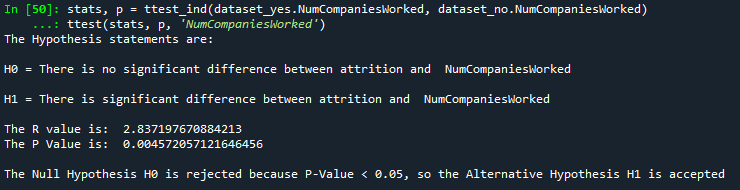 In [50]: stats, p = ttest_ind(dataset_yes.NumCompaniesWorked, dataset_no.NumCompaniesWorked)
...: ttest(stats, p, 'NumCompaniesWorked')
The Hypothesis statements are:
H0 = There is no significant difference between attrition and  NumCompaniesWorked
H1 = There is significant difference between attrition and  NumCompaniesWorked
The R value is:  2.837197670884213
The P Value is:  0.004572057121646456
The Null Hypothesis H0 is rejected because P-Value < 0.05, so the Alternative Hypothesis H1 is accepted